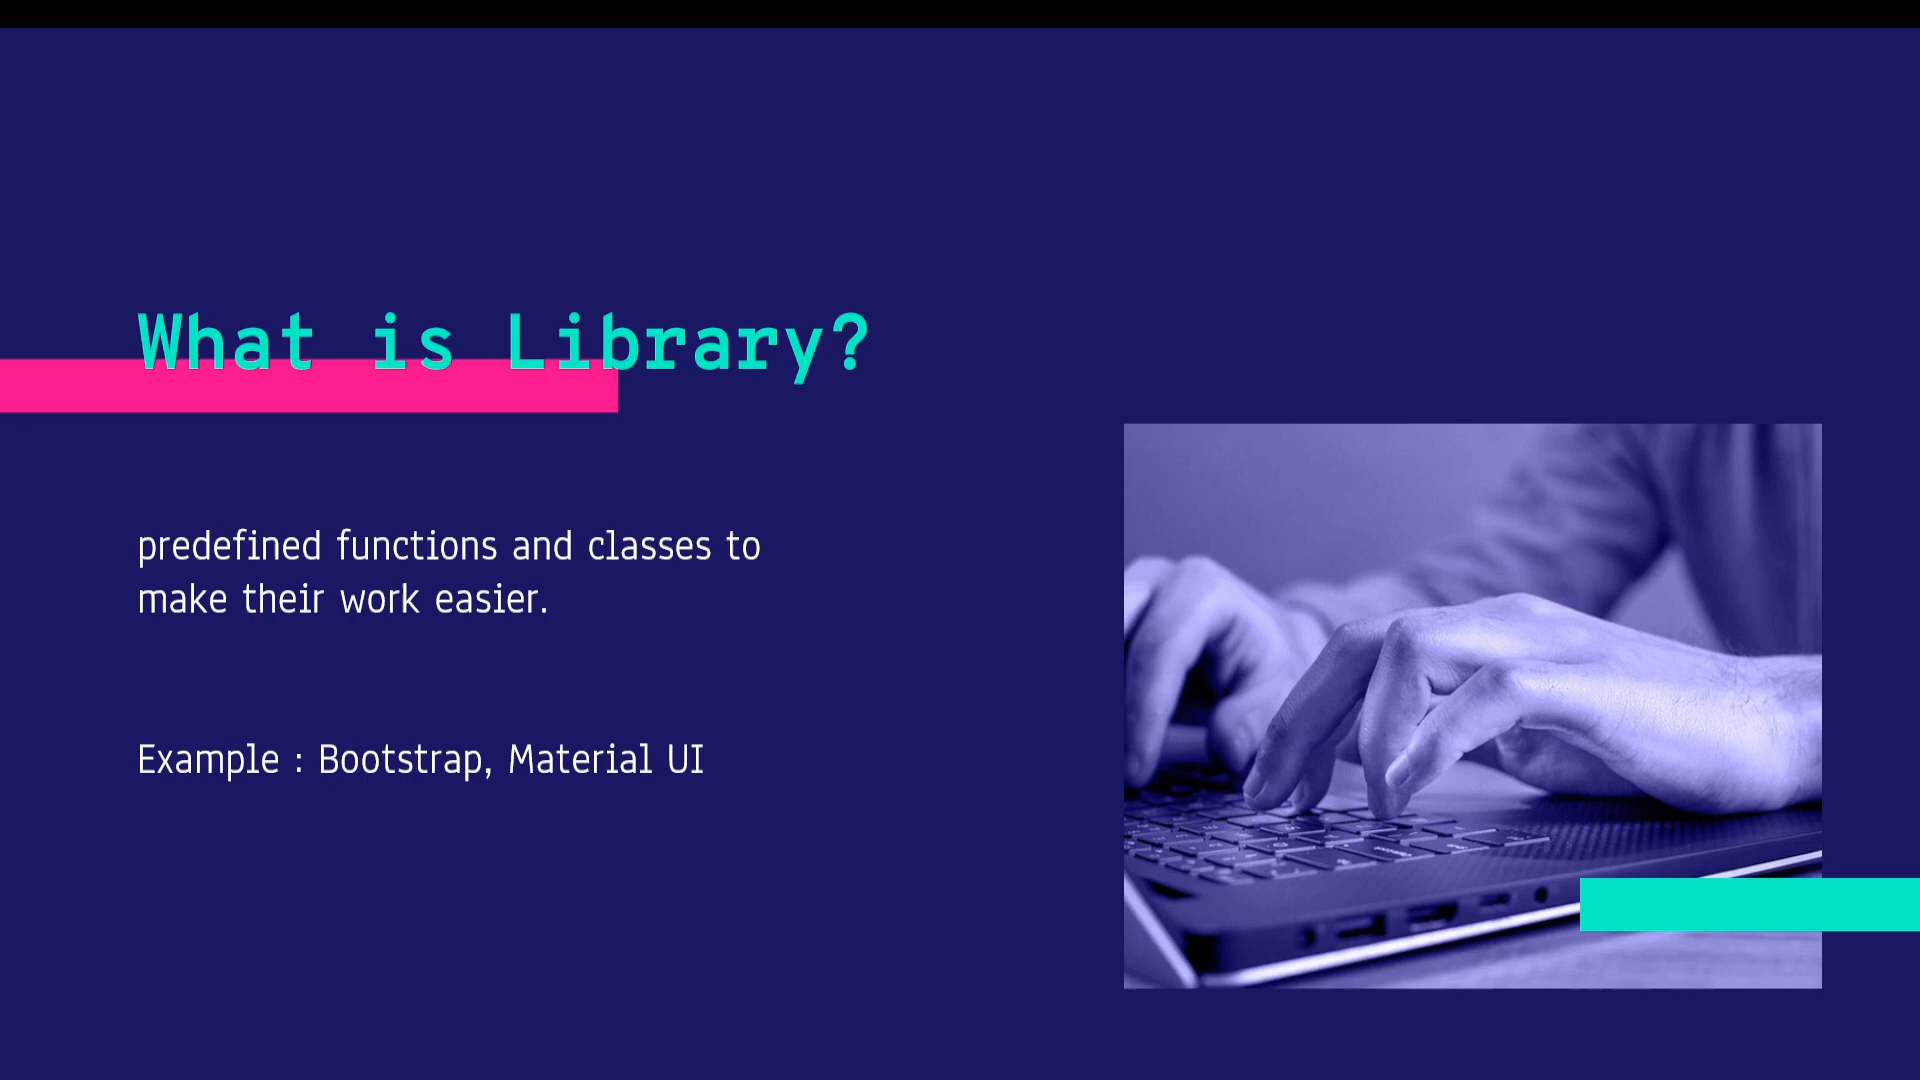 What is Library?
predefined functions and classes to
make their work easier.
Example : Bootstrap, Material UI